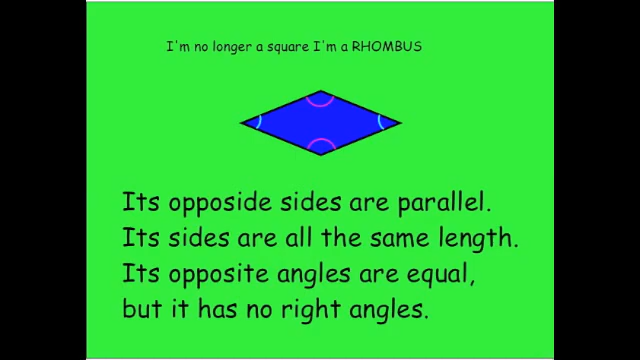 I'm no longer a square I'm a RHOMBUS
Its opposide sides are parallel.
Its sides are all the same length.
Its opposite angles are equal,
but it has no right angles.